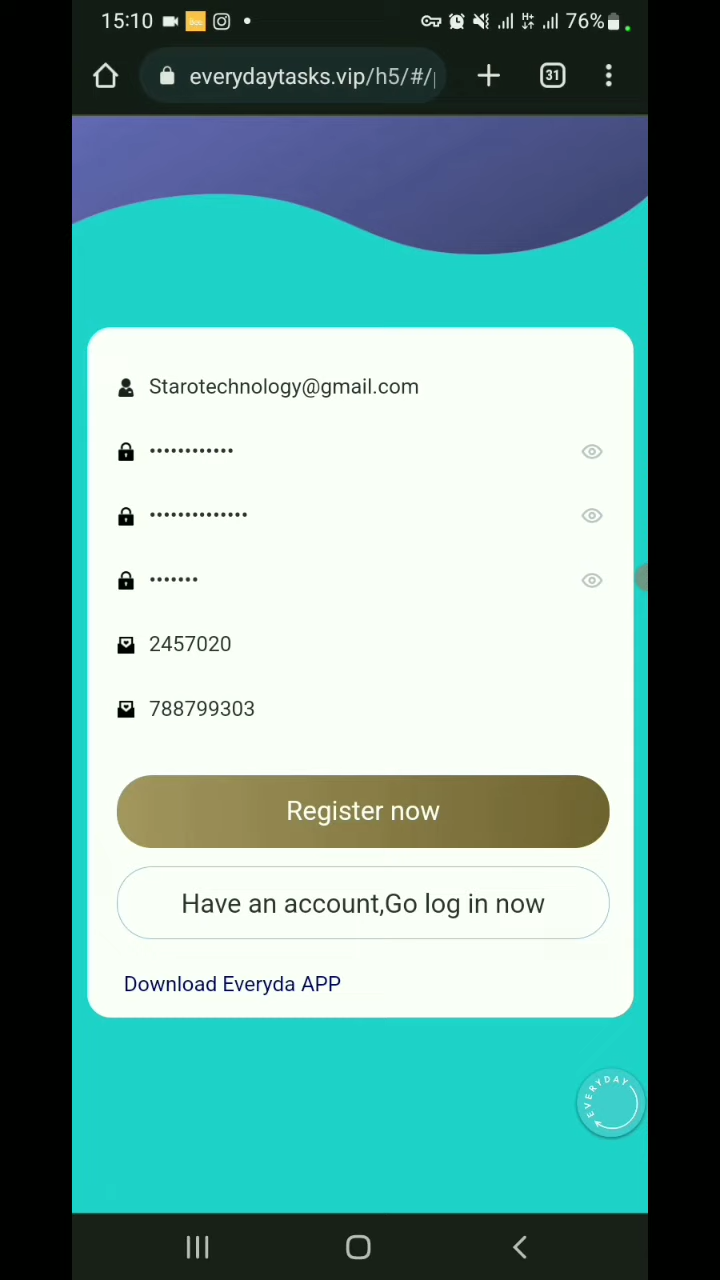 15:10 76%
everydaytasks.vip/h5/#/ 31
Starotechnology@gmail.com
••••••••••••
••••••••••••••
•••••••
2457020
788799303
Register now
Have an account,Go log in now
Download Everyda APP
EVERYDAY